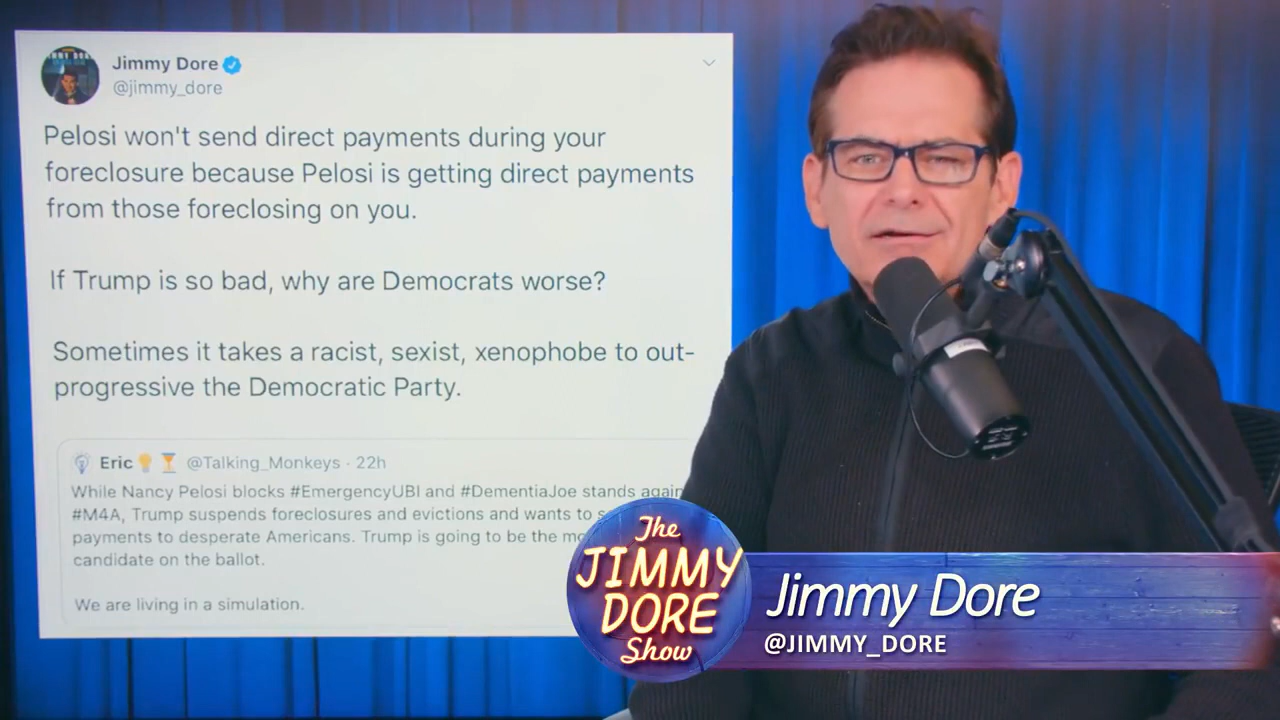 Jimmy Dore
@jimmy_dore
Pelosi won't send direct payments during your
foreclosure because Pelosi is getting direct payments
from those foreclosing on you.
If Trump is so bad, why are Democrats worse?
Sometimes it takes a racist, sexist, xenophobe to out-
progressive the Democratic Party.
Eric @Talking_Monkeys · 22h
While Nancy Pelosi blocks #EmergencyUBI and #DementiaJoe stands
#M4A, Trump suspends foreclosures and evictions and wants to
payments to desperate Americans. Trump is going to be the
candidate on the ballot.
We are living in a simulation.
The
JIMMY
DORE
Show
Jimmy Dore
@JIMMY_DORE